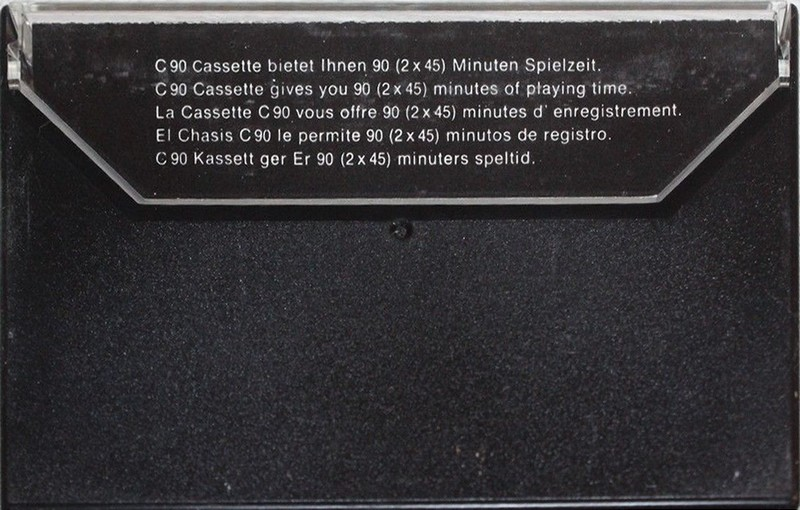 C 90 Cassette bietet Ihnen 90 (2 x 45) Minuten Spielzeit.
C 90 Cassette gives you 90 (2 x 45) minutes of playing time.
La Cassette C 90 vous offre 90 (2 x 45) minutes d' enregistrement.
El Chasis C 90 le permite 90 (2 x 45) minutos de registro.
C 90 Kassett ger Er 90 (2 x 45) minuters speltid.